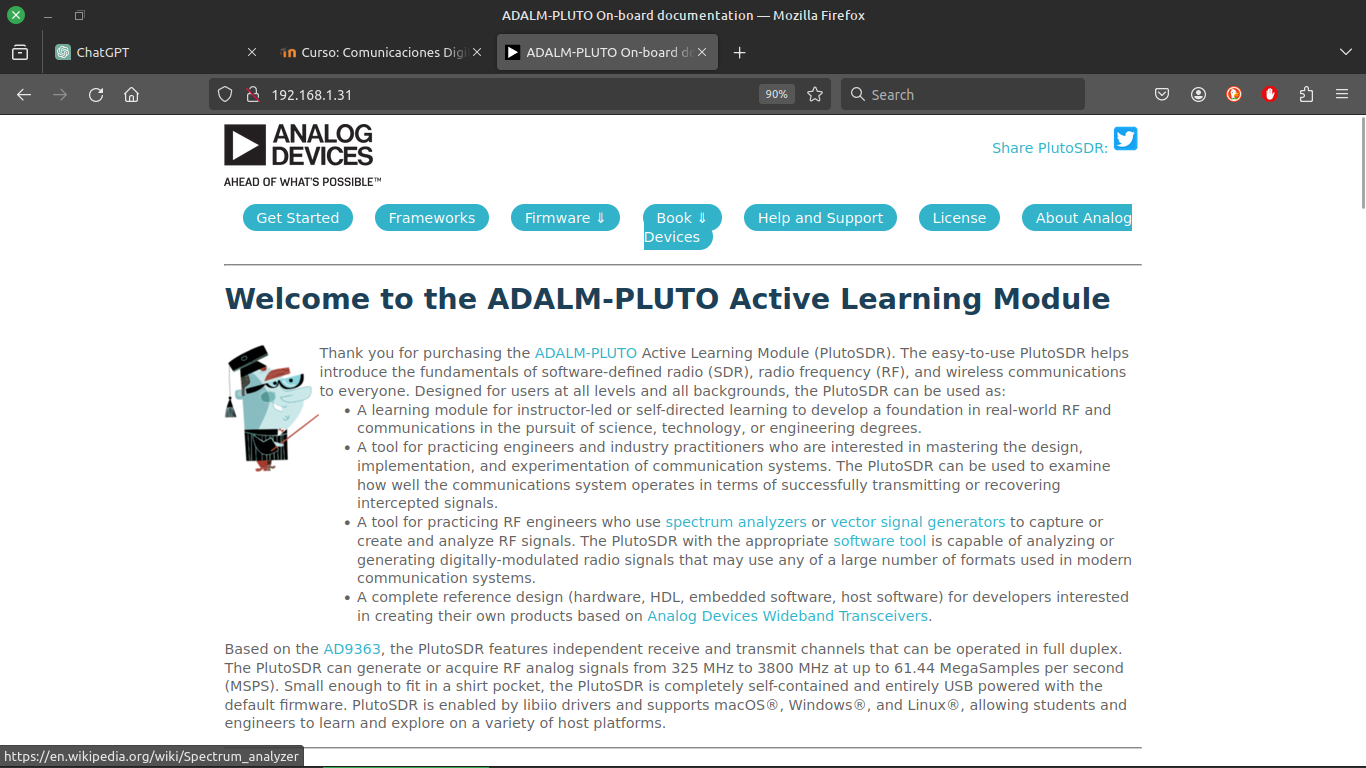 ADALM-PLUTO On-board documentation — Mozilla Firefox
ChatGPT
Curso: Comunicaciones Dig
ADALM-PLUTO On-board do
192.168.1.31
90%
Search
ANALOG
DEVICES
AHEAD OF WHAT'S POSSIBLE™
Share PlutoSDR:
Get Started Frameworks Firmware ⇓ Book ⇓ Help and Support License About Analog
Devices
Welcome to the ADALM-PLUTO Active Learning Module
Thank you for purchasing the ADALM-PLUTO Active Learning Module (PlutoSDR). The easy-to-use PlutoSDR helps
introduce the fundamentals of software-defined radio (SDR), radio frequency (RF), and wireless communications
to everyone. Designed for users at all levels and all backgrounds, the PlutoSDR can be used as:
• A learning module for instructor-led or self-directed learning to develop a foundation in real-world RF and
communications in the pursuit of science, technology, or engineering degrees.
• A tool for practicing engineers and industry practitioners who are interested in mastering the design,
implementation, and experimentation of communication systems. The PlutoSDR can be used to examine
how well the communications system operates in terms of successfully transmitting or recovering
intercepted signals.
• A tool for practicing RF engineers who use spectrum analyzers or vector signal generators to capture or
create and analyze RF signals. The PlutoSDR with the appropriate software tool is capable of analyzing or
generating digitally-modulated radio signals that may use any of a large number of formats used in modern
communication systems.
• A complete reference design (hardware, HDL, embedded software, host software) for developers interested
in creating their own products based on Analog Devices Wideband Transceivers.
Based on the AD9363, the PlutoSDR features independent receive and transmit channels that can be operated in full duplex.
The PlutoSDR can generate or acquire RF analog signals from 325 MHz to 3800 MHz at up to 61.44 MegaSamples per second
(MSPS). Small enough to fit in a shirt pocket, the PlutoSDR is completely self-contained and entirely USB powered with the
default firmware. PlutoSDR is enabled by libiio drivers and supports macOS®, Windows®, and Linux®, allowing students and
engineers to learn and explore on a variety of host platforms.
https://en.wikipedia.org/wiki/Spectrum_analyzer